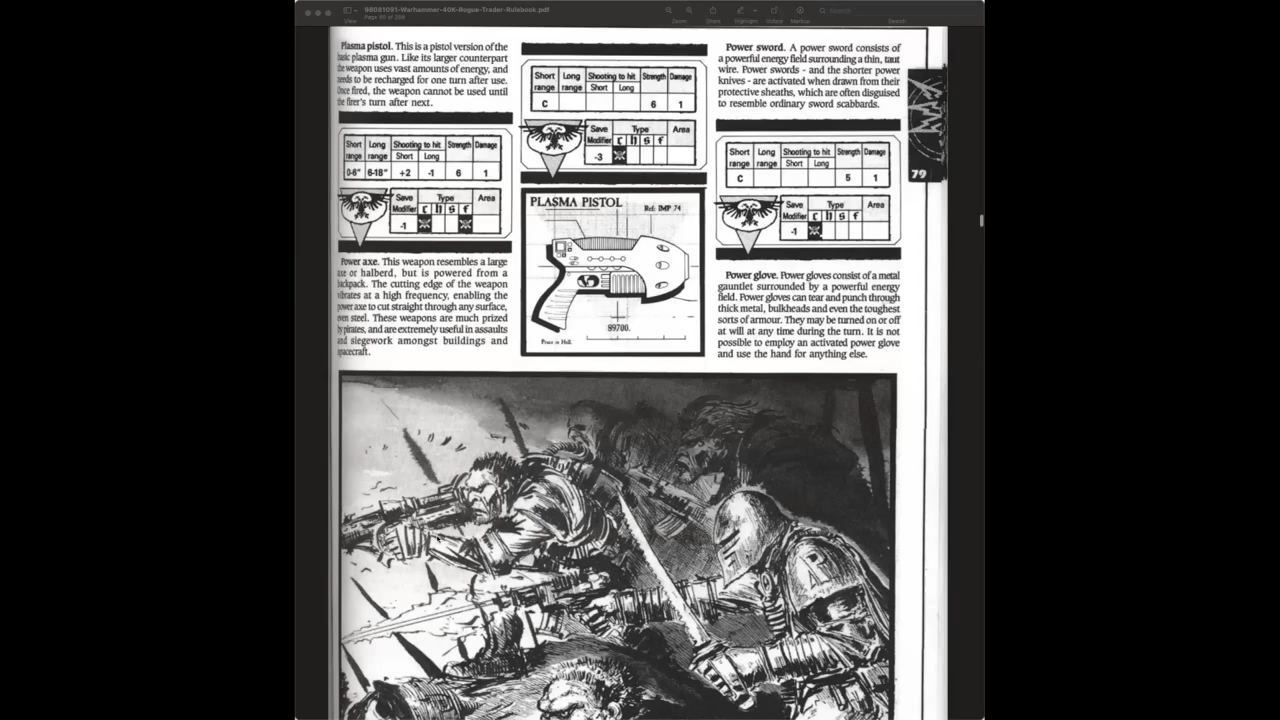 98081091-Warhammer-40K-Rogue-Trader-Rulebook.pdf
Page 80 of 289
View
Zoom
Share
Highlight
Rotate
Markup
Search
Search
Plasma pistol. This is a pistol version of the
basic plasma gun. Like its larger counterpart
the weapon uses vast amounts of energy, and
needs to be recharged for one turn after use.
Once fired, the weapon cannot be used until
the firer's turn after next.
Short range
Long range
Shooting to hit
Short
Long
Strength
Damage
0-6"
6-18"
+2
-1
6
1
Save Modifier
Type
C H S F
Area
-1
Power axe. This weapon resembles a large
axe or halberd, but is powered from a
backpack. The cutting edge of the weapon
vibrates at a high frequency, enabling the
power axe to cut straight through any surface,
even steel. These weapons are much prized
by pirates, and are extremely useful in assaults
and siegework amongst buildings and
spacecraft.
Short range
Long range
Shooting to hit
Short
Long
Strength
Damage
C
6
1
Save Modifier
Type
C H S F
Area
-3
PLASMA PISTOL
Ref: IMP 74
89700.
Peace in Hell.
Power sword. A power sword consists of
a powerful energy field surrounding a thin, taut
wire. Power swords - and the shorter power
knives - are activated when drawn from their
protective sheaths, which are often disguised
to resemble ordinary sword scabbards.
Short range
Long range
Shooting to hit
Short
Long
Strength
Damage
C
5
1
Save Modifier
Type
C H S F
Area
-1
Power glove. Power gloves consist of a metal
gauntlet surrounded by a powerful energy
field. Power gloves can tear and punch through
thick metal, bulkheads and even the toughest
sorts of armour. They may be turned on or off
at will at any time during the turn. It is not
possible to employ an activated power glove
and use the hand for anything else.
79